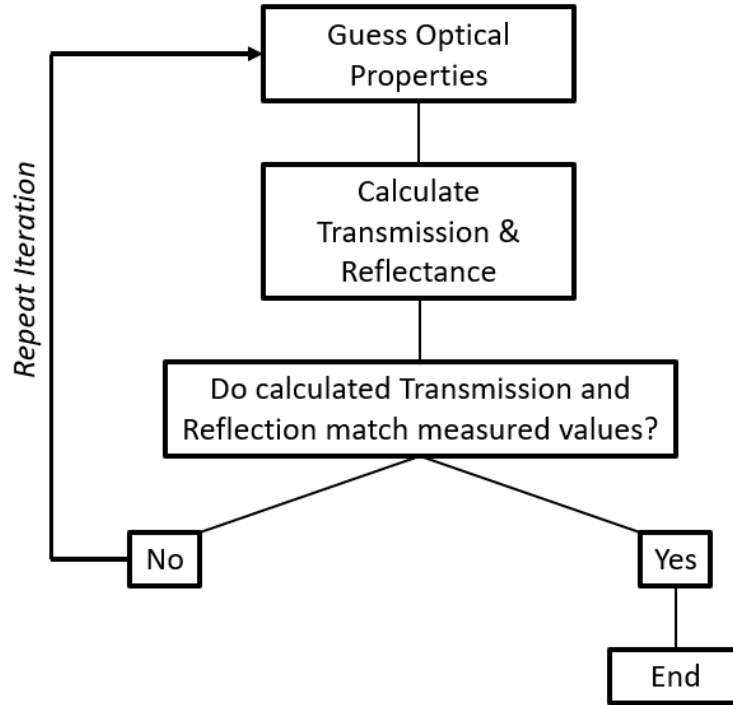 Guess Optical
Properties
Calculate
Transmission &
Reflectance
Repeat Iteration
Do calculated Transmission and
Reflection match measured values?
No
Yes
End